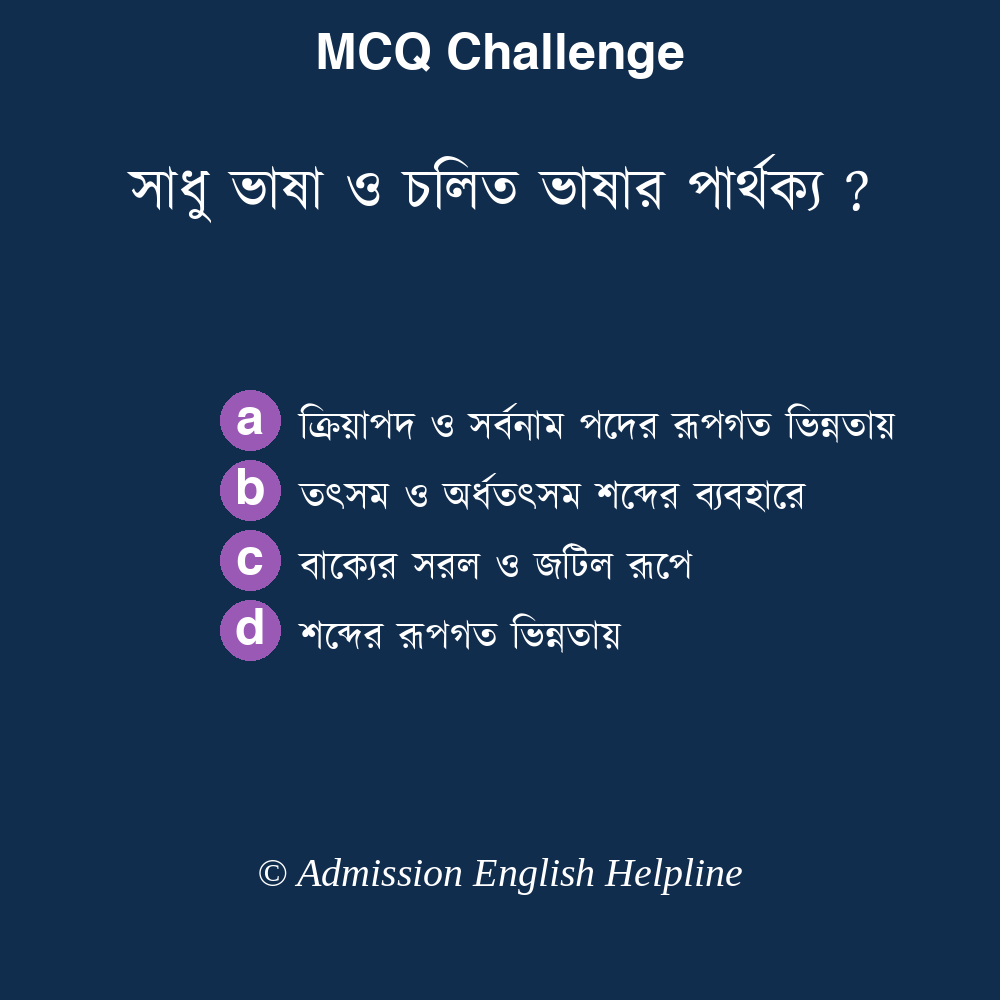 MCQ Challenge
সাধু ভাষা ও চলিত ভাষার পার্থক্য ?
a ক্রিয়াপদ ও সর্বনাম পদের রূপগত ভিন্নতায়
b তৎসম ও অর্ধতৎসম শব্দের ব্যবহারে
c বাক্যের সরল ও জটিল রূপে
d শব্দের রূপগত ভিন্নতায়
© Admission English Helpline